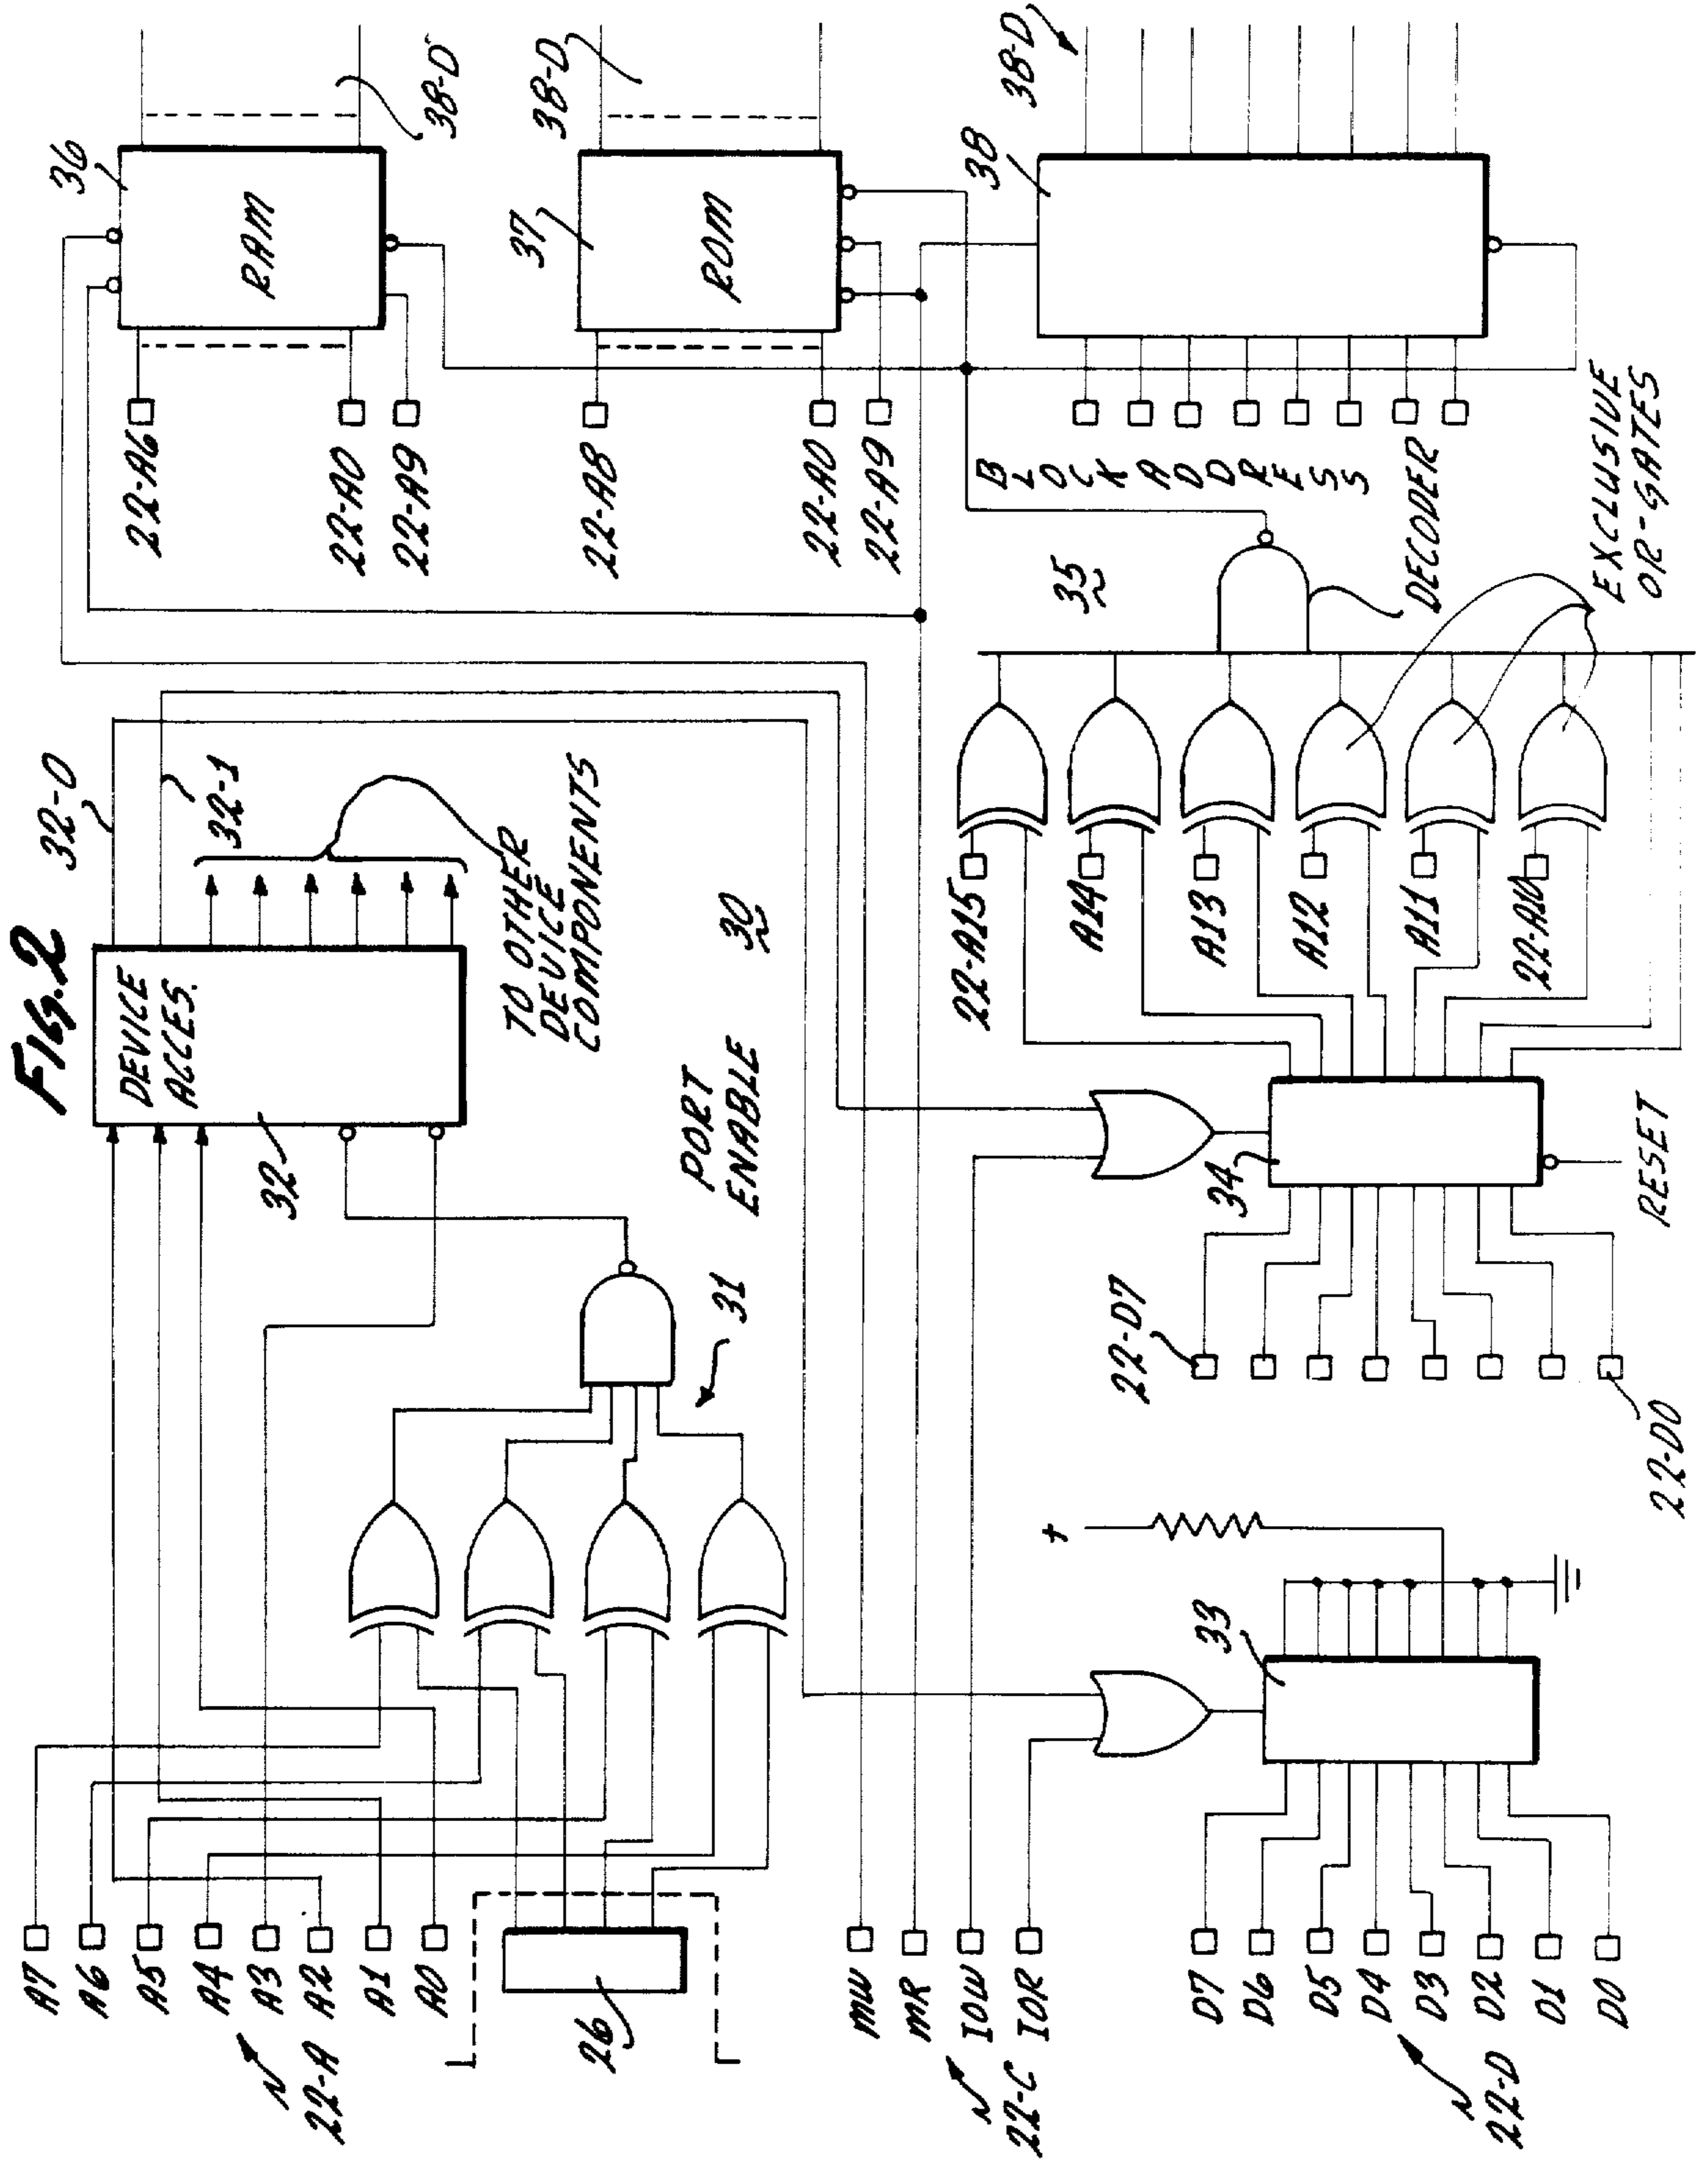 FIG.2
A7
A6
A5
A4
A3
A2
A1
A0
22-A
26
DEVICE
ACCES.
32
32-0
32-1
TO OTHER
DEVICE
COMPONENTS
30
PORT
ENABLE
31
36
RAM
38-D
22-A6
22-A0
22-A9
37
ROM
38-D
22-A8
22-A0
22-A9
38
38-D
BLOCK ADDRESS
DECODER
35
EXCLUSIVE
OR-GATES
22-A15
A14
A13
A12
A11
22-A10
34
RESET
22-D7
22-D0
MW
MR
IOW
IOR
22-C
+
33
D7
D6
D5
D4
D3
D2
D1
D0
22-D